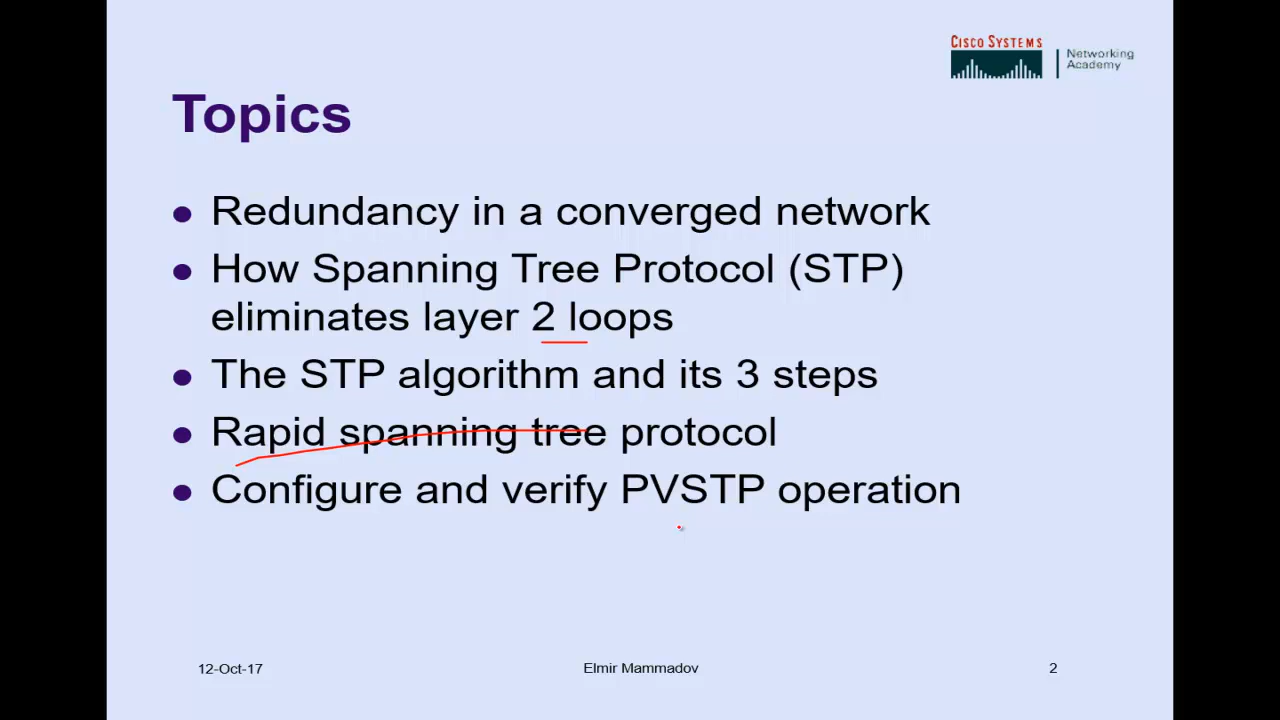 CISCO SYSTEMS
Networking
Academy
Topics
Redundancy in a converged network
How Spanning Tree Protocol (STP)
eliminates layer 2 loops
The STP algorithm and its 3 steps
Rapid spanning tree protocol
Configure and verify PVSTP operation
12-Oct-17
Elmir Mammadov
2